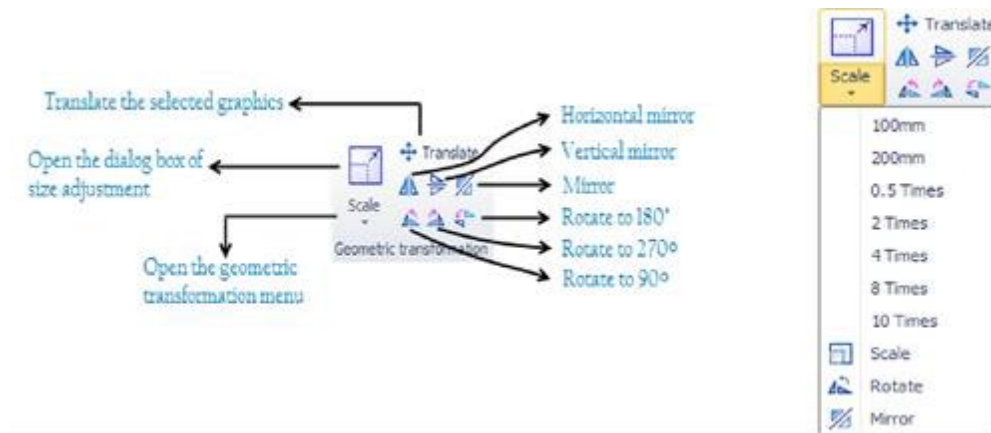 Translate the selected graphics
Open the dialog box of
size adjustment
Open the geometric
transformation menu
Translate
Scale
Geometric transformation
Horizontal mirror
Vertical mirror
Mirror
Rotate to 180°
Rotate to 270°
Rotate to 90°
Translate
Scale
100mm
200mm
0.5 Times
2 Times
4 Times
8 Times
10 Times
Scale
Rotate
Mirror